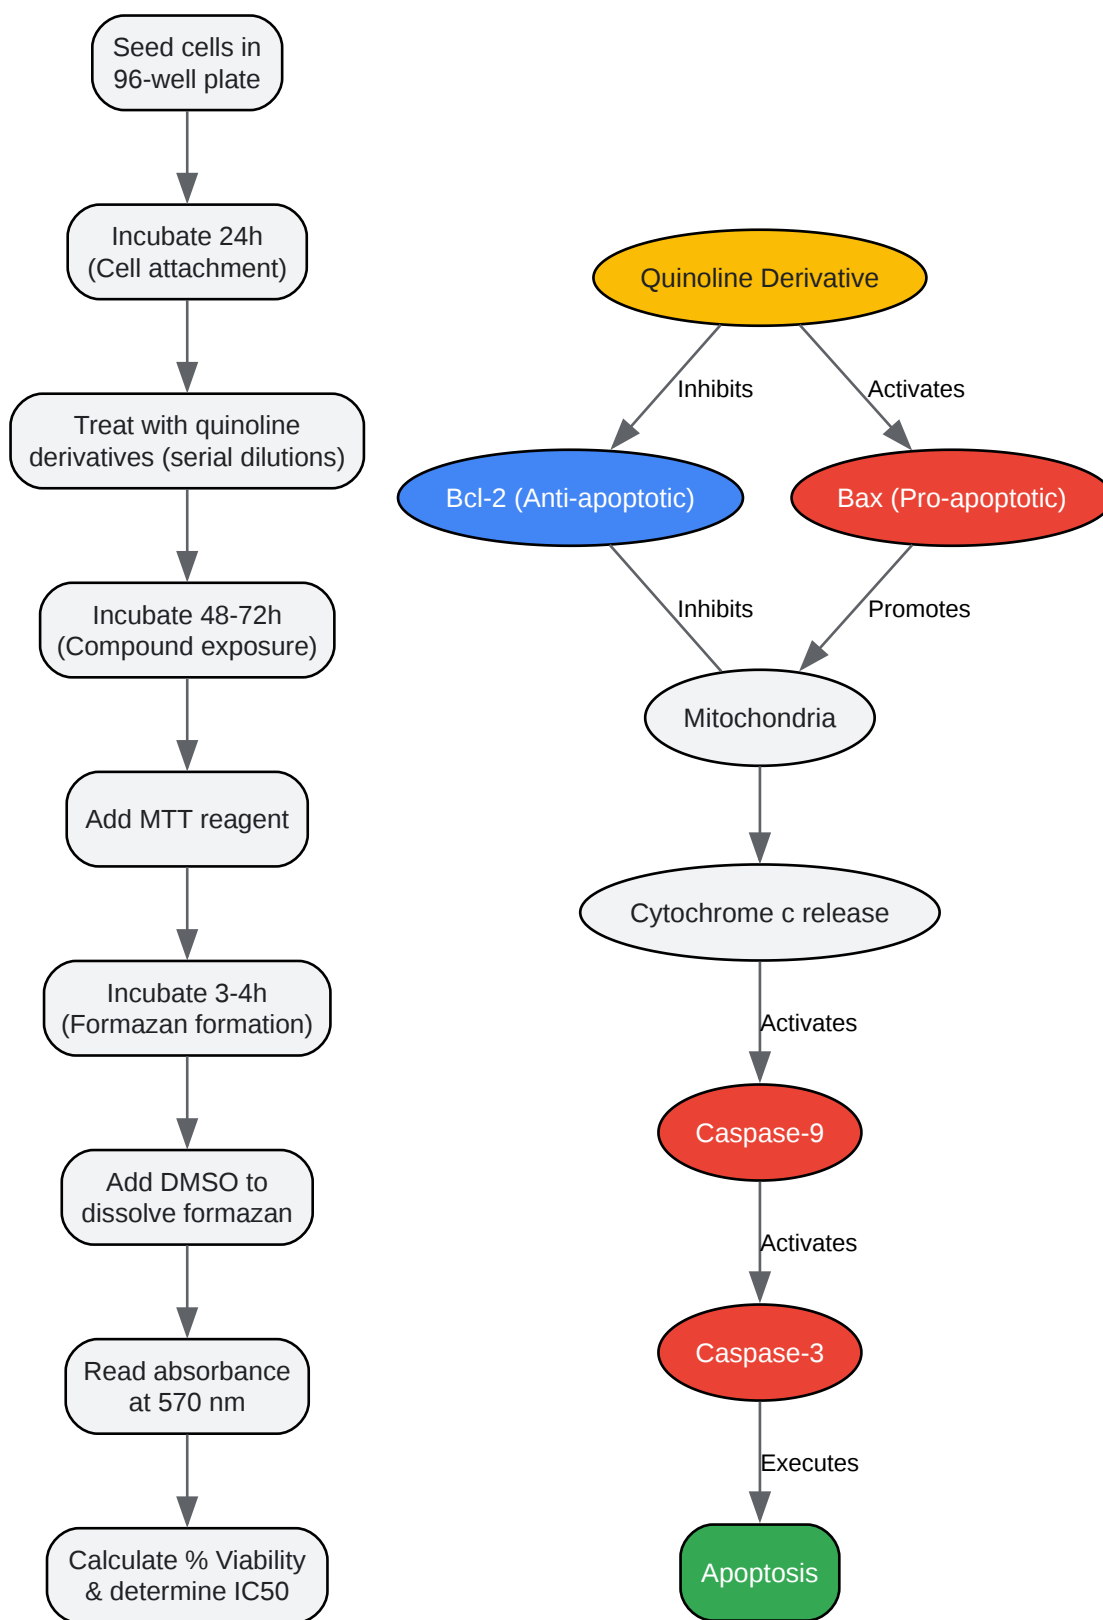 Seed cells in
96-well plate
Incubate 24h
(Cell attachment)
Treat with quinoline
derivatives (serial dilutions)
Incubate 48-72h
(Compound exposure)
Add MTT reagent
Incubate 3-4h
(Formazan formation)
Add DMSO to
dissolve formazan
Read absorbance
at 570 nm
Calculate % Viability
& determine IC50
Quinoline Derivative
Inhibits
Activates
Bcl-2 (Anti-apoptotic)
Bax (Pro-apoptotic)
Inhibits
Promotes
Mitochondria
Cytochrome c release
Activates
Caspase-9
Activates
Caspase-3
Executes
Apoptosis